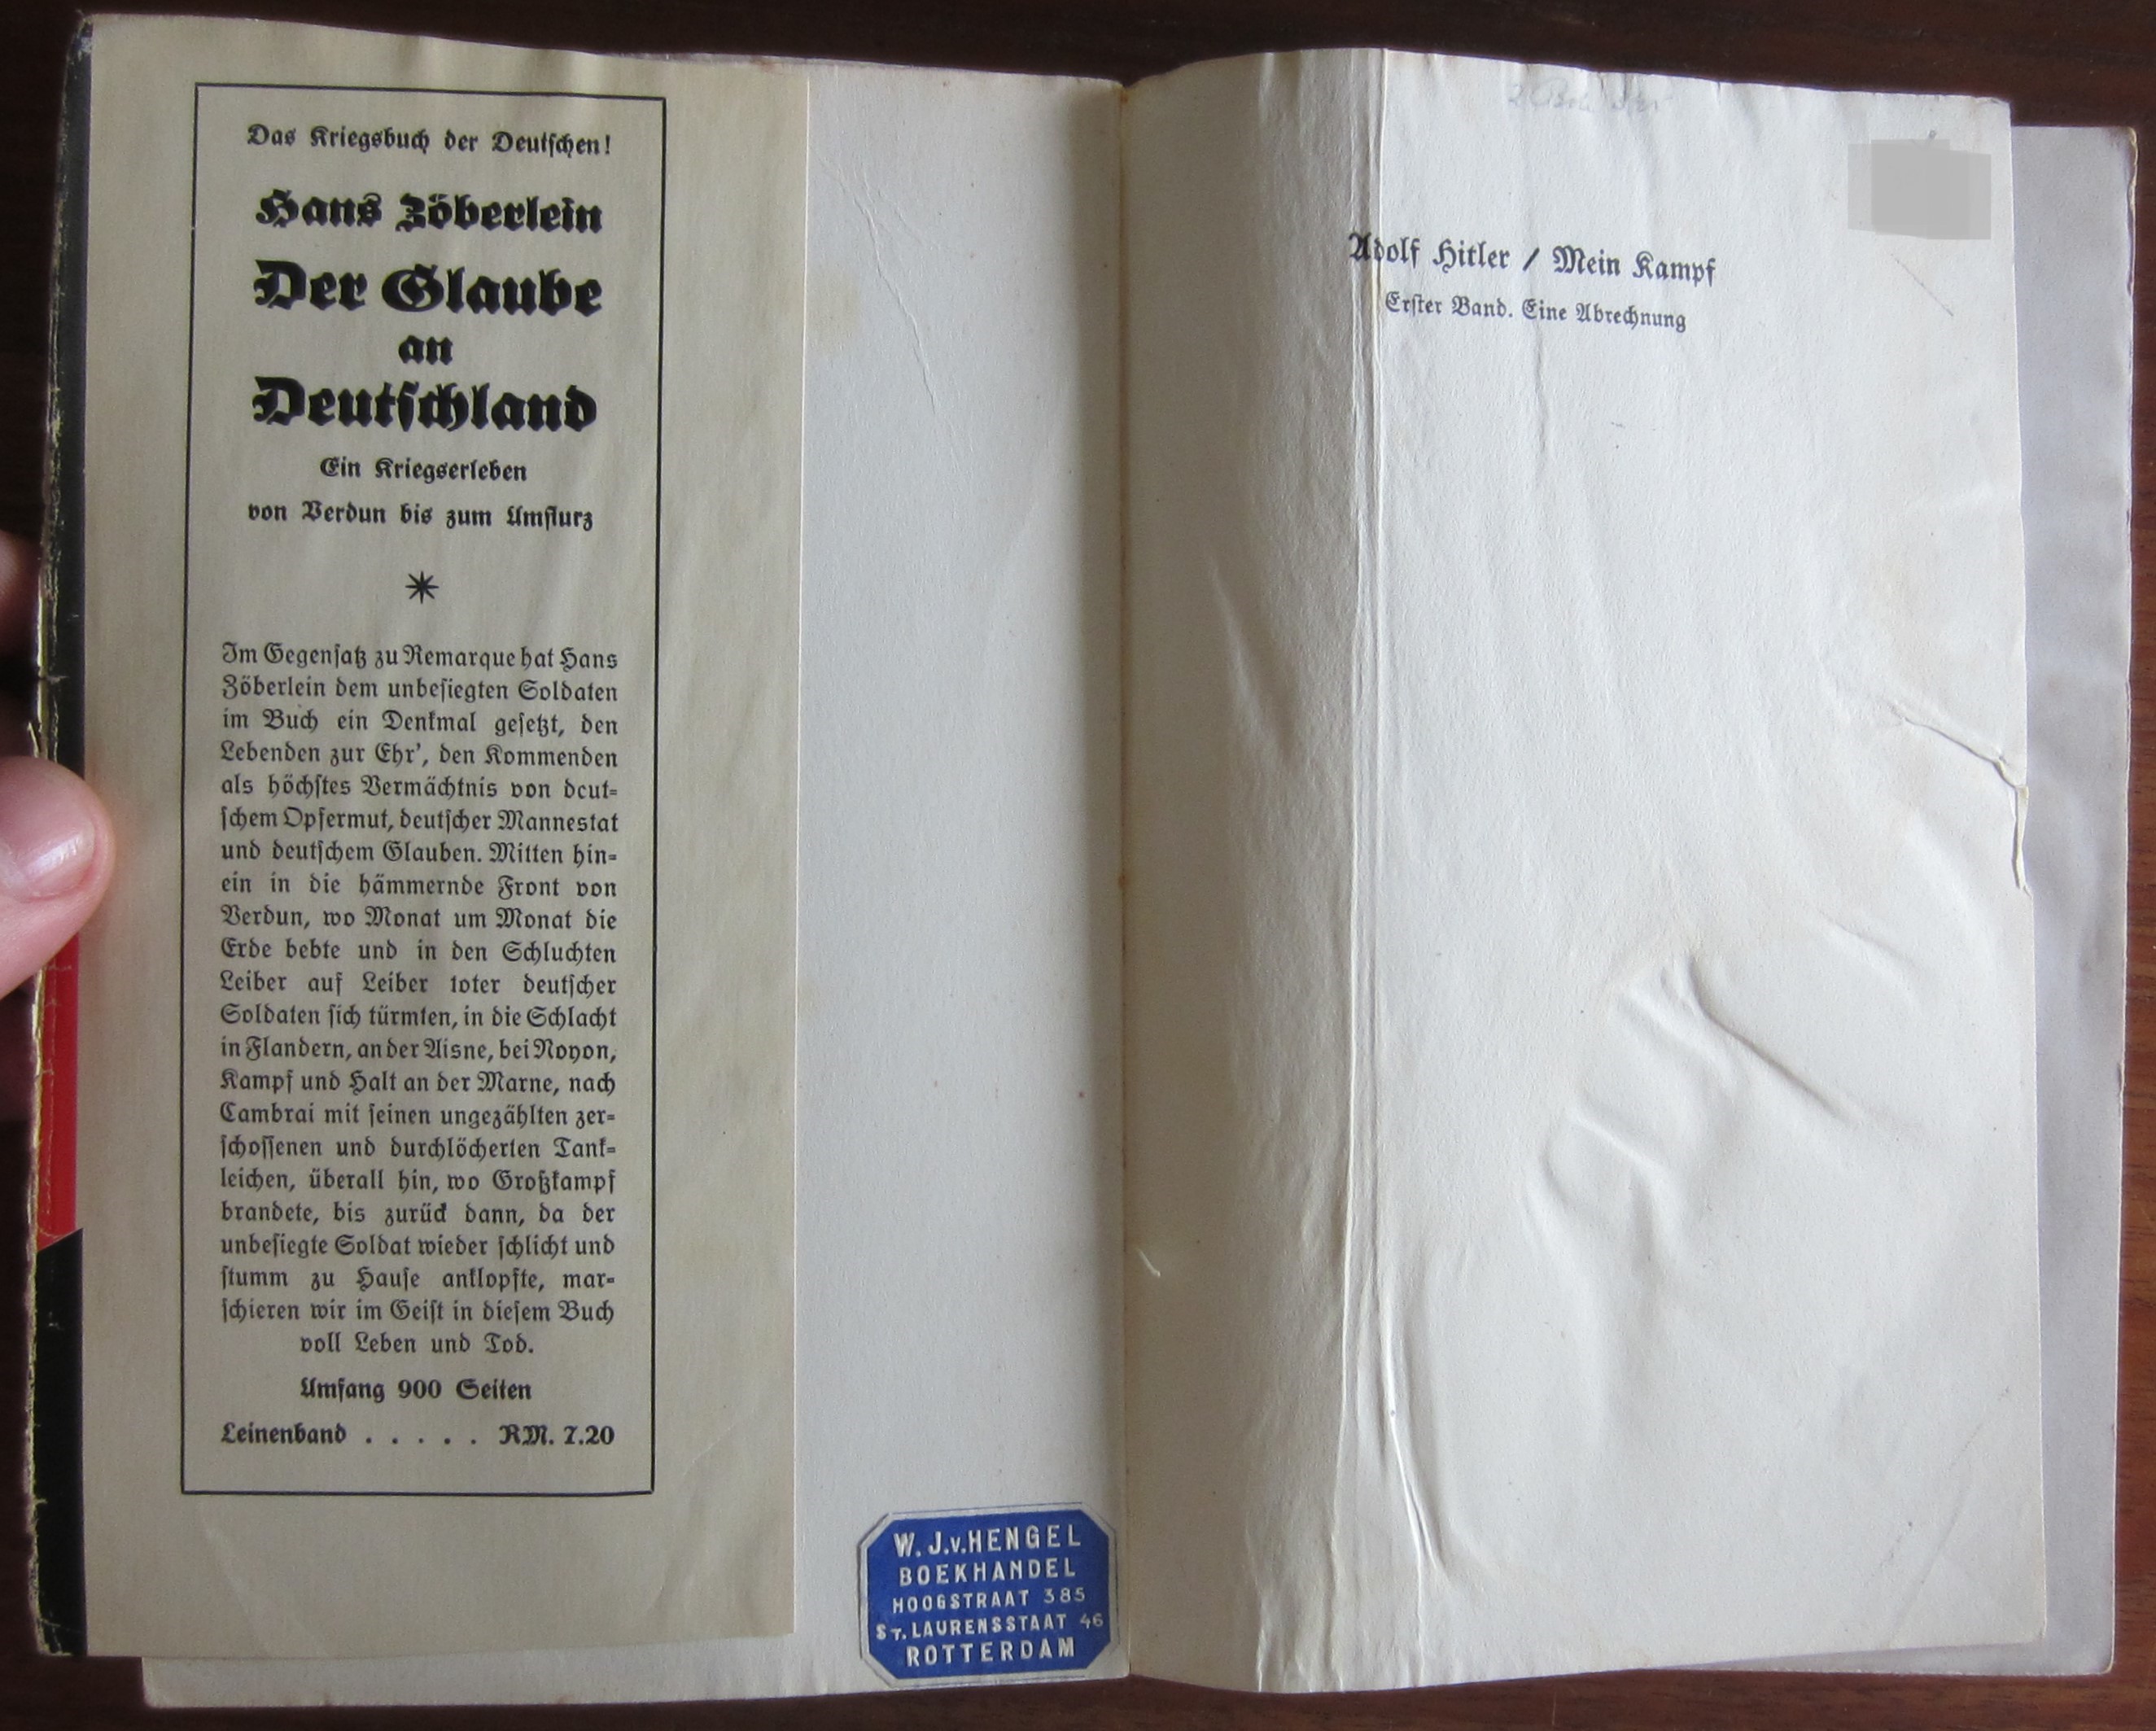 Das Kriegsbuch der Deutschen!
Hans Zöberlein
Der Glaube
an
Deutschland
Ein Kriegserleben
von Verdun bis zum Umsturz
Im Gegensatz zu Remarque hat Hans
Zöberlein dem unbesiegten Soldaten
im Buch ein Denkmal gesetzt, den
Lebenden zur Ehr', den Kommenden
als höchstes Vermächtnis von deut-
schem Opfermut, deutscher Mannestat
und deutschem Glauben. Mitten hin-
ein in die hämmernde Front von
Verdun, wo Monat um Monat die
Erde bebte und in den Schluchten
Leiber auf Leiber toter deutscher
Soldaten sich türmten, in die Schlacht
in Flandern, an der Aisne, bei Noyon,
Kampf und Halt an der Marne, nach
Cambrai mit seinen ungezählten zer-
schossenen und durchlöcherten Tank-
leichen, überall hin, wo Großkampf
brandete, bis zurück dann, da der
unbesiegte Soldat wieder schlicht und
stumm zu Hause anklopfte, mar-
schieren wir im Geist in diesem Buch
voll Leben und Tod.
Umfang 900 Seiten
Leinenband . . . . . RM. 7.20
W. J. v. HENGEL
BOEKHANDEL
HOOGSTRAAT 385
ST. LAURENSSTAAT 46
ROTTERDAM
Adolf Hitler / Mein Kampf
Erster Band. Eine Abrechnung